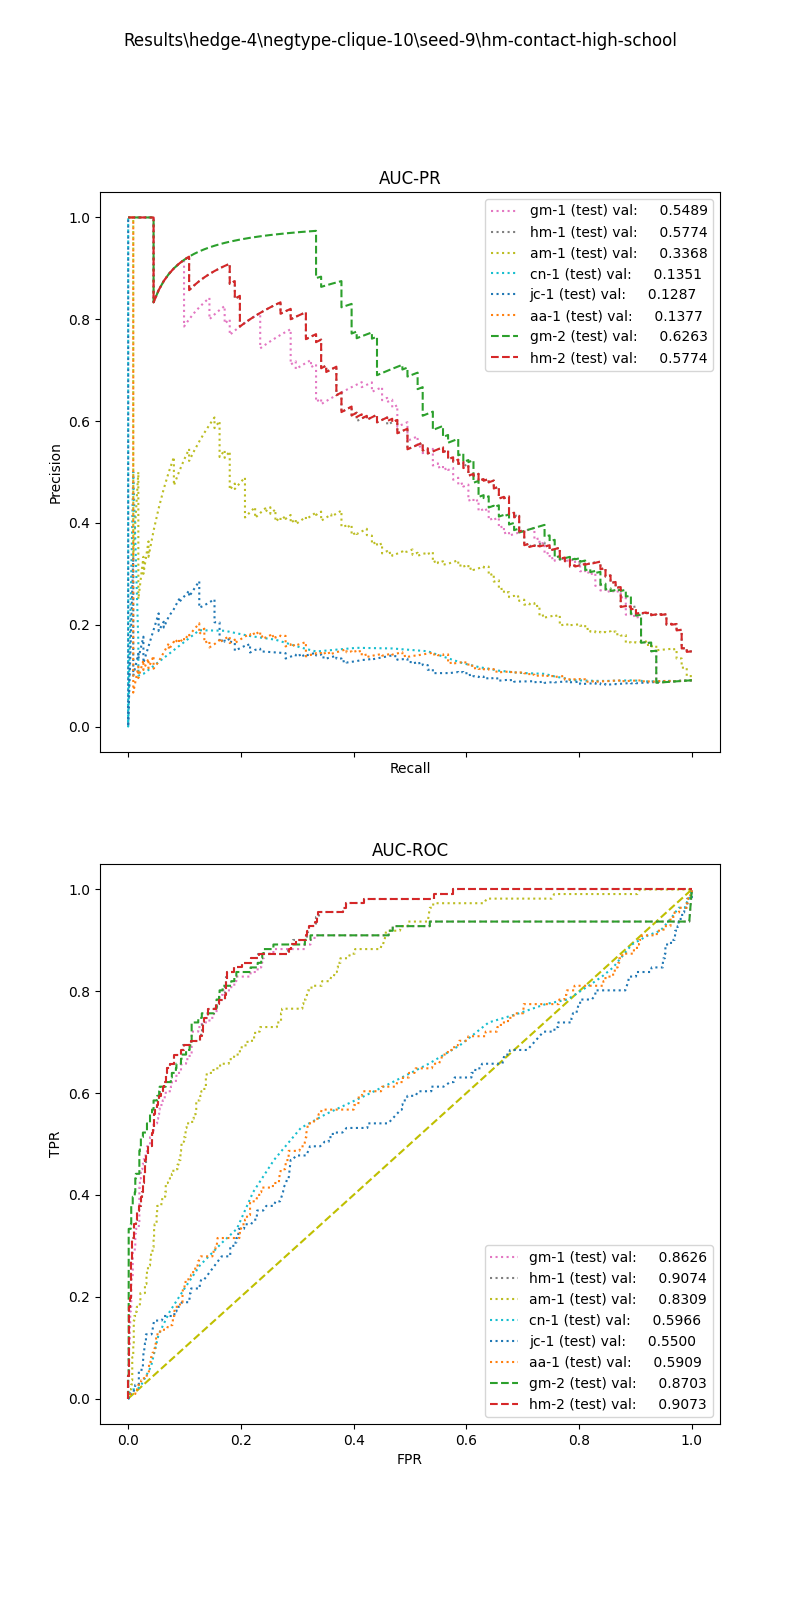 Results\hedge-4\negtype-clique-10\seed-9\hm-contact-high-school
AUC-PR
gm-1 (test) val: 0.5489
hm-1 (test) val: 0.5774
am-1 (test) val: 0.3368
cn-1 (test) val: 0.1351
jc-1 (test) val: 0.1287
aa-1 (test) val: 0.1377
gm-2 (test) val: 0.6263
hm-2 (test) val: 0.5774
1.0
0.8
0.6
0.4
0.2
0.0
Precision
Recall
AUC-ROC
1.0
0.8
0.6
0.4
0.2
0.0
TPR
gm-1 (test) val: 0.8626
hm-1 (test) val: 0.9074
am-1 (test) val: 0.8309
cn-1 (test) val: 0.5966
jc-1 (test) val: 0.5500
aa-1 (test) val: 0.5909
gm-2 (test) val: 0.8703
hm-2 (test) val: 0.9073
0.0 0.2 0.4 0.6 0.8 1.0
FPR